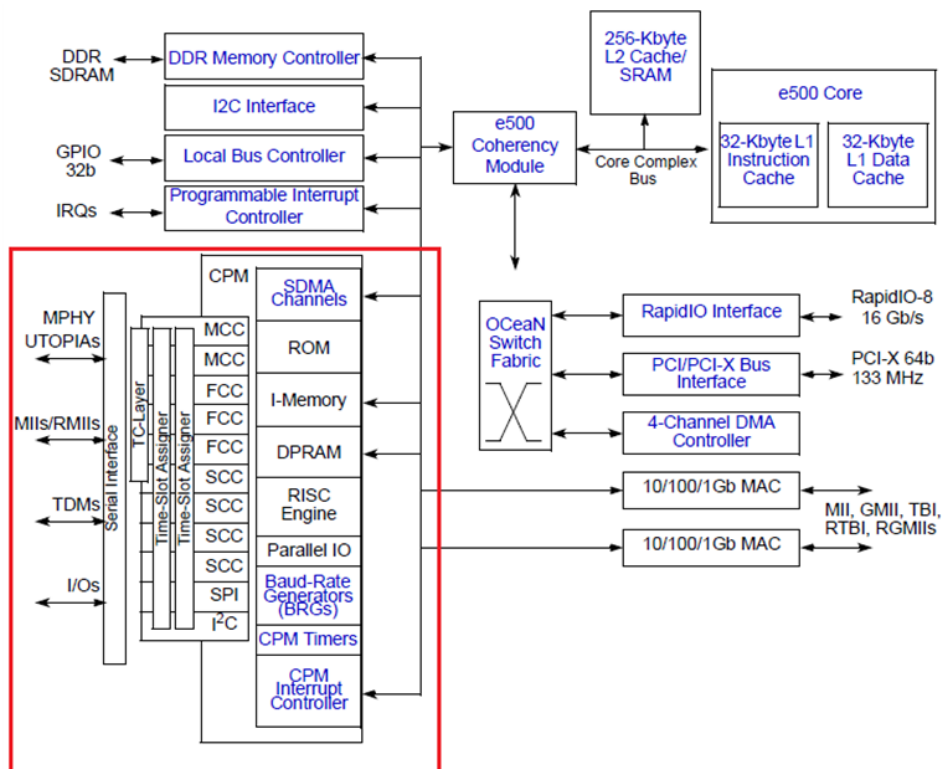 DDR
SDRAM
DDR Memory Controller
I2C Interface
GPIO
32b
Local Bus Controller
IRQs
Programmable Interrupt
Controller
256-Kbyte
L2 Cache/
SRAM
e500
Coherency
Module
Core Complex
Bus
e500 Core
32-Kbyte L1
Instruction
Cache
32-Kbyte
L1 Data
Cache
MPHY
UTOPIAs
MIIs/RMIIs
TDMs
I/Os
Serial Interface
TC-Layer
Time-Slot Assigner
Time-Slot Assigner
CPM
MCC
MCC
FCC
FCC
FCC
SCC
SCC
SCC
SCC
SPI
I2C
SDMA
Channels
ROM
I-Memory
DPRAM
RISC
Engine
Parallel IO
Baud-Rate
Generators
(BRGs)
CPM Timers
CPM
Interrupt
Controller
OCeaN
Switch
Fabric
RapidIO Interface
RapidIO-8
16 Gb/s
PCI/PCI-X Bus
Interface
PCI-X 64b
133 MHz
4-Channel DMA
Controller
10/100/1Gb MAC
10/100/1Gb MAC
MII, GMII, TBI,
RTBI, RGMIIs